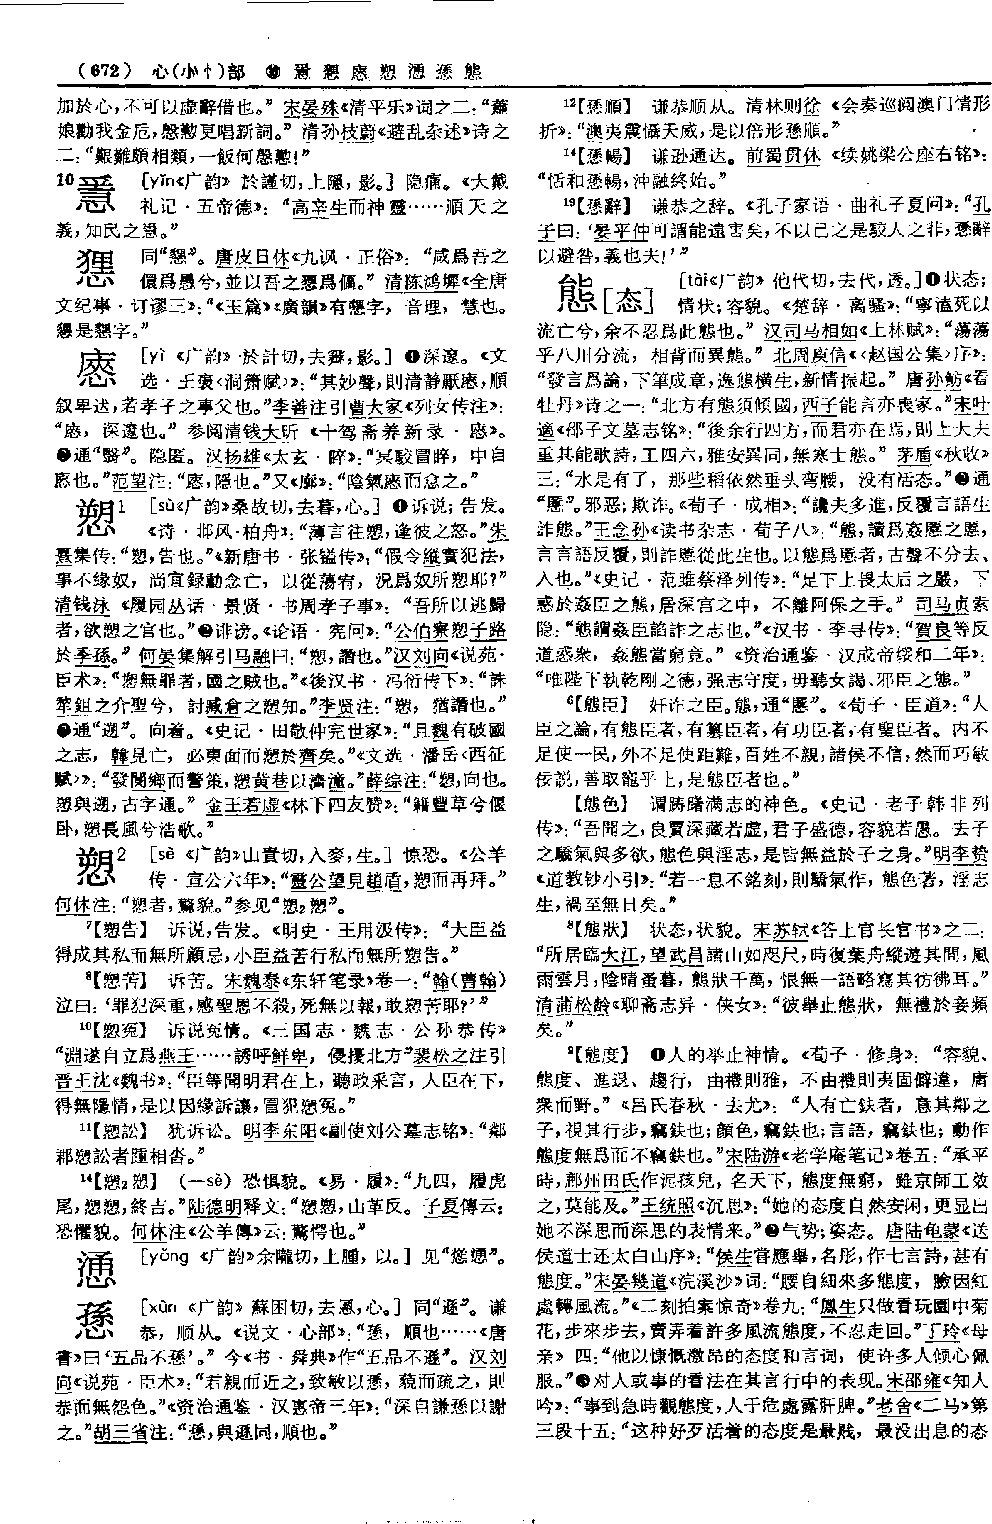 （672） 心(小忄)部 ⑩ 㥯 㦣 㥷 愬 慂 愻 態
加於心，不可以虛辭借也。”宋晏殊《清平乐》词之二：“蕭
娘勸我金卮，慇懃更唱新詞。”清孙枝蔚《避乱杂述》诗之
二：“艱難頗相類，一飯何慇懃！”
10 㥯 [yǐn《广韵》於謹切，上隱，影。] 隐痛。《大戴
礼记·五帝德》：“高辛生而神靈……順天之
義，知民之㥯。”
同“愚”。唐皮日休《九讽·正俗》：“咸爲吾之
儇爲愚兮，並以吾之愚爲儇。”清陈鸿墀《全唐
文纪事·订谬三》：“《玉篇》《廣韻》有字，音理，慧也。
是字。”
[yì《广韵》於計切，去霽，影。] ❶深邃。《文
选·王褒〈洞箫赋〉》：“其妙聲，則清靜厭㥷，順
叙卑迖，若孝子之事父也。”李善注引曹大家《列女传注》：
“㥷，深邃也。”参阅清钱大昕《十驾斋养新录·㥷》。
❷通“翳”。隐匿。汉扬雄《太玄·睟》：“冥駮冒睟，中自
㥷也。”范望注：“㥷，隱也。”又《廓》：“陰氣㥷而念之。”
愬1 [sù《广韵》桑故切，去暮，心。] ❶诉说；告发。
《诗·邶风·柏舟》：“薄言往愬，逢彼之怒。”朱
熹集传：“愬，告也。”《新唐书·张镒传》：“假令縱實犯法，
事不缘奴，尚宜録勳念亡，以從蕩宥，況爲奴所愬耶？”
清钱泳《履园丛话·景贤·书周孝子事》：“吾所以逃歸
者，欲愬之官也。”❷诽谤。《论语·宪问》：“公伯寮愬子路
於季孫。”何晏集解引马融曰：“愬，譖也。”汉刘向《说苑·
臣术》：“愬無罪者，國之賊也。”《後汉书·冯衍传下》：“誅
犂鉏之介聖兮，討臧倉之愬知。”李贤注：“愬，猶譖也。”
❸通“遡”。向着。《史记·田敬仲完世家》：“且魏有破國
之志，韓見亡，必東面而愬於齊矣。”《文选·潘岳〈西征
赋〉》：“發閿鄉而警策，愬黄巷以濟潼。”薛综注：“愬，向也。
愬與遡，古字通。”金王若虚《林下四友赞》：“籍豐草兮偃
卧，愬長風兮浩歌。”
愬2 [sè《广韵》山責切，入麥，生。] 惊恐。《公羊
传·宣公六年》：“靈公望見趙盾，愬而再拜。”
何休注：“愬者，驚貌。”参见“愬2愬”。
7【愬告】 诉说，告发。《明史·王用汲传》：“大臣益
得成其私而無所顧忌，小臣益苦行私而無所愬告。”
8【愬苦】 诉苦。宋魏泰《东轩笔录》卷一：“翰(曹翰)
泣曰：‘罪犯深重，感聖恩不殺，死無以報，敢愬苦耶？’”
10【愬冤】 诉说冤情。《三国志·魏志·公孙恭传》
“淵遂自立爲燕王……誘呼鮮卑，侵擾北方”裴松之注引
晋王沈《魏书》：“臣等聞明君在上，聽政采言，人臣在下，
得無隱情，是以因緣訴讓，冒犯愬冤。”
11【愬訟】 犹诉讼。明李东阳《副使刘公墓志铭》：“鄰
郡愬訟者踵相沓。”
14【愬2愬】 （—sè）恐惧貌。《易·履》：“九四，履虎
尾，愬愬，終吉。”陆德明释文：“愬愬，山革反。子夏傳云：
恐懼貌。何休注《公羊傳》云：驚愕也。”
慂 [yǒng《广韵》余隴切，上腫，以。] 见“慫慂”。
愻 [xùn《广韵》蘇困切，去慁，心。] 同“遜”。谦
恭，顺从。《说文·心部》：“愻，順也……《唐
書》曰‘五品不愻’。”今《书·舜典》作“五品不遜”。汉刘
向《说苑·臣术》：“若親而近之，致敏以愻，藐而疏之，則
恭而無怨色。”《资治通鉴·汉惠帝三年》：“深自謙愻以謝
之。”胡三省注：“愻，與遜同，順也。”
12【愻順】 谦恭顺从。清林则徐《会奏巡阅澳门情形
折》：“澳夷震懾天威，是以倍形愻順。”
14【愻暢】 谦逊通达。前蜀贯休《续姚梁公座右铭》：
“恬和愻暢，沖融終始。”
19【愻辭】 谦恭之辞。《孔子家语·曲礼子夏问》：“孔
子曰：‘晏平仲可謂能遠害矣，不以己之是駮人之非，愻辭
以避咎，義也夫！’”
態[态] [tài《广韵》他代切，去代，透。]❶状态；
情状；容貌。《楚辞·离骚》：“寧溘死以
流亡兮，余不忍爲此態也。”汉司马相如《上林赋》：“蕩蕩
乎八川分流，相背而異態。”北周庾信《〈赵国公集〉序》：
“發言爲論，下筆成章，逸態横生，新情振起。”唐孙鲂《看
牡丹》诗之一：“北方有態須傾國，西子能言亦喪家。”宋叶
適《邵子文墓志铭》：“後余行四方，而君亦在焉，則上大夫
重其能歌詩，工四六，雅安異同，無寒士態。”茅盾《秋收》
三：“水是有了，那些稻依然垂头弯腰，没有活态。”❷通
“慝”。邪恶；欺诈。《荀子·成相》：“讒夫多進，反覆言語生
詐態。”王念孙《读书杂志·荀子八》：“態，讀爲姦慝之慝，
言言語反覆，則詐慝從此生也。以態爲慝者，古聲不分去、
入也。”《史记·范雎蔡泽列传》：“足下上畏太后之嚴，下
惑於姦臣之態，居深宫之中，不離阿保之手。”司马贞索
隐：“態謂姦臣諂詐之志也。”《汉书·李寻传》：“賀良等反
道惑衆，姦態當窮竟。”《资治通鉴·汉成帝绥和二年》：
“唯陛下執乾剛之德，强志守度，毋聽女謁、邪臣之態。”
6【態臣】 奸诈之臣。態，通“慝”。《荀子·臣道》：“人
臣之論，有態臣者，有篡臣者，有功臣者，有聖臣者。内不
足使一民，外不足使距難，百姓不親，諸侯不信，然而巧敏
佞説，善取寵乎上，是態臣者也。”
【態色】 谓踌躇满志的神色。《史记·老子韩非列
传》：“吾聞之，良賈深藏若虚，君子盛德，容貌若愚。去子
之驕氣與多欲，態色與淫志，是皆無益於子之身。”明李贽
《道教钞小引》：“若一息不銘刻，則驕氣作，態色著，淫志
生，禍至無日矣。”
8【態狀】 状态，状貌。宋苏轼《答上官长官书》之二：
“所居臨大江，望武昌諸山如咫尺，時復葉舟縱遊其間，風
雨雲月，陰晴蚤暮，態狀千萬，恨無一語略寫其彷彿耳。”
清蒲松龄《聊斋志异·侠女》：“彼舉止態狀，無禮於妾頻
矣。”
9【態度】 ❶人的举止神情。《荀子·修身》：“容貌、
態度、進退、趨行，由禮則雅，不由禮則夷固僻違，庸
衆而野。”《吕氏春秋·去尤》：“人有亡鈇者，意其鄰之
子，視其行步，竊鈇也；顔色，竊鈇也；言語，竊鈇也；動作
態度無爲而不竊鈇也。”宋陆游《老学庵笔记》卷五：“承平
時，鄜州田氏作泥孩兒，名天下，態度無窮，雖京師工效
之，莫能及。”王统照《沉思》：“她的态度自然安闲，更显出
她不深思而深思的表情来。”❷气势；姿态。唐陆龟蒙《送
侯道士还太白山序》：“侯生嘗應舉，名彤，作七言詩，甚有
態度。”宋晏幾道《浣溪沙》词：“腰自細來多態度，臉因紅
處轉風流。”《二刻拍案惊奇》卷九：“鳳生只做看玩園中菊
花，步來步去，賣弄着許多風流態度，不忍走回。”丁玲《母
亲》四：“他以慷慨激昂的态度和言词，使许多人倾心佩
服。”❸对人或事的看法在其言行中的表现。宋邵雍《知人
吟》：“事到急時觀態度，人于危處露肝脾。”老舍《二马》第
三段十五：“这种好歹活着的态度是最贱，最没出息的态